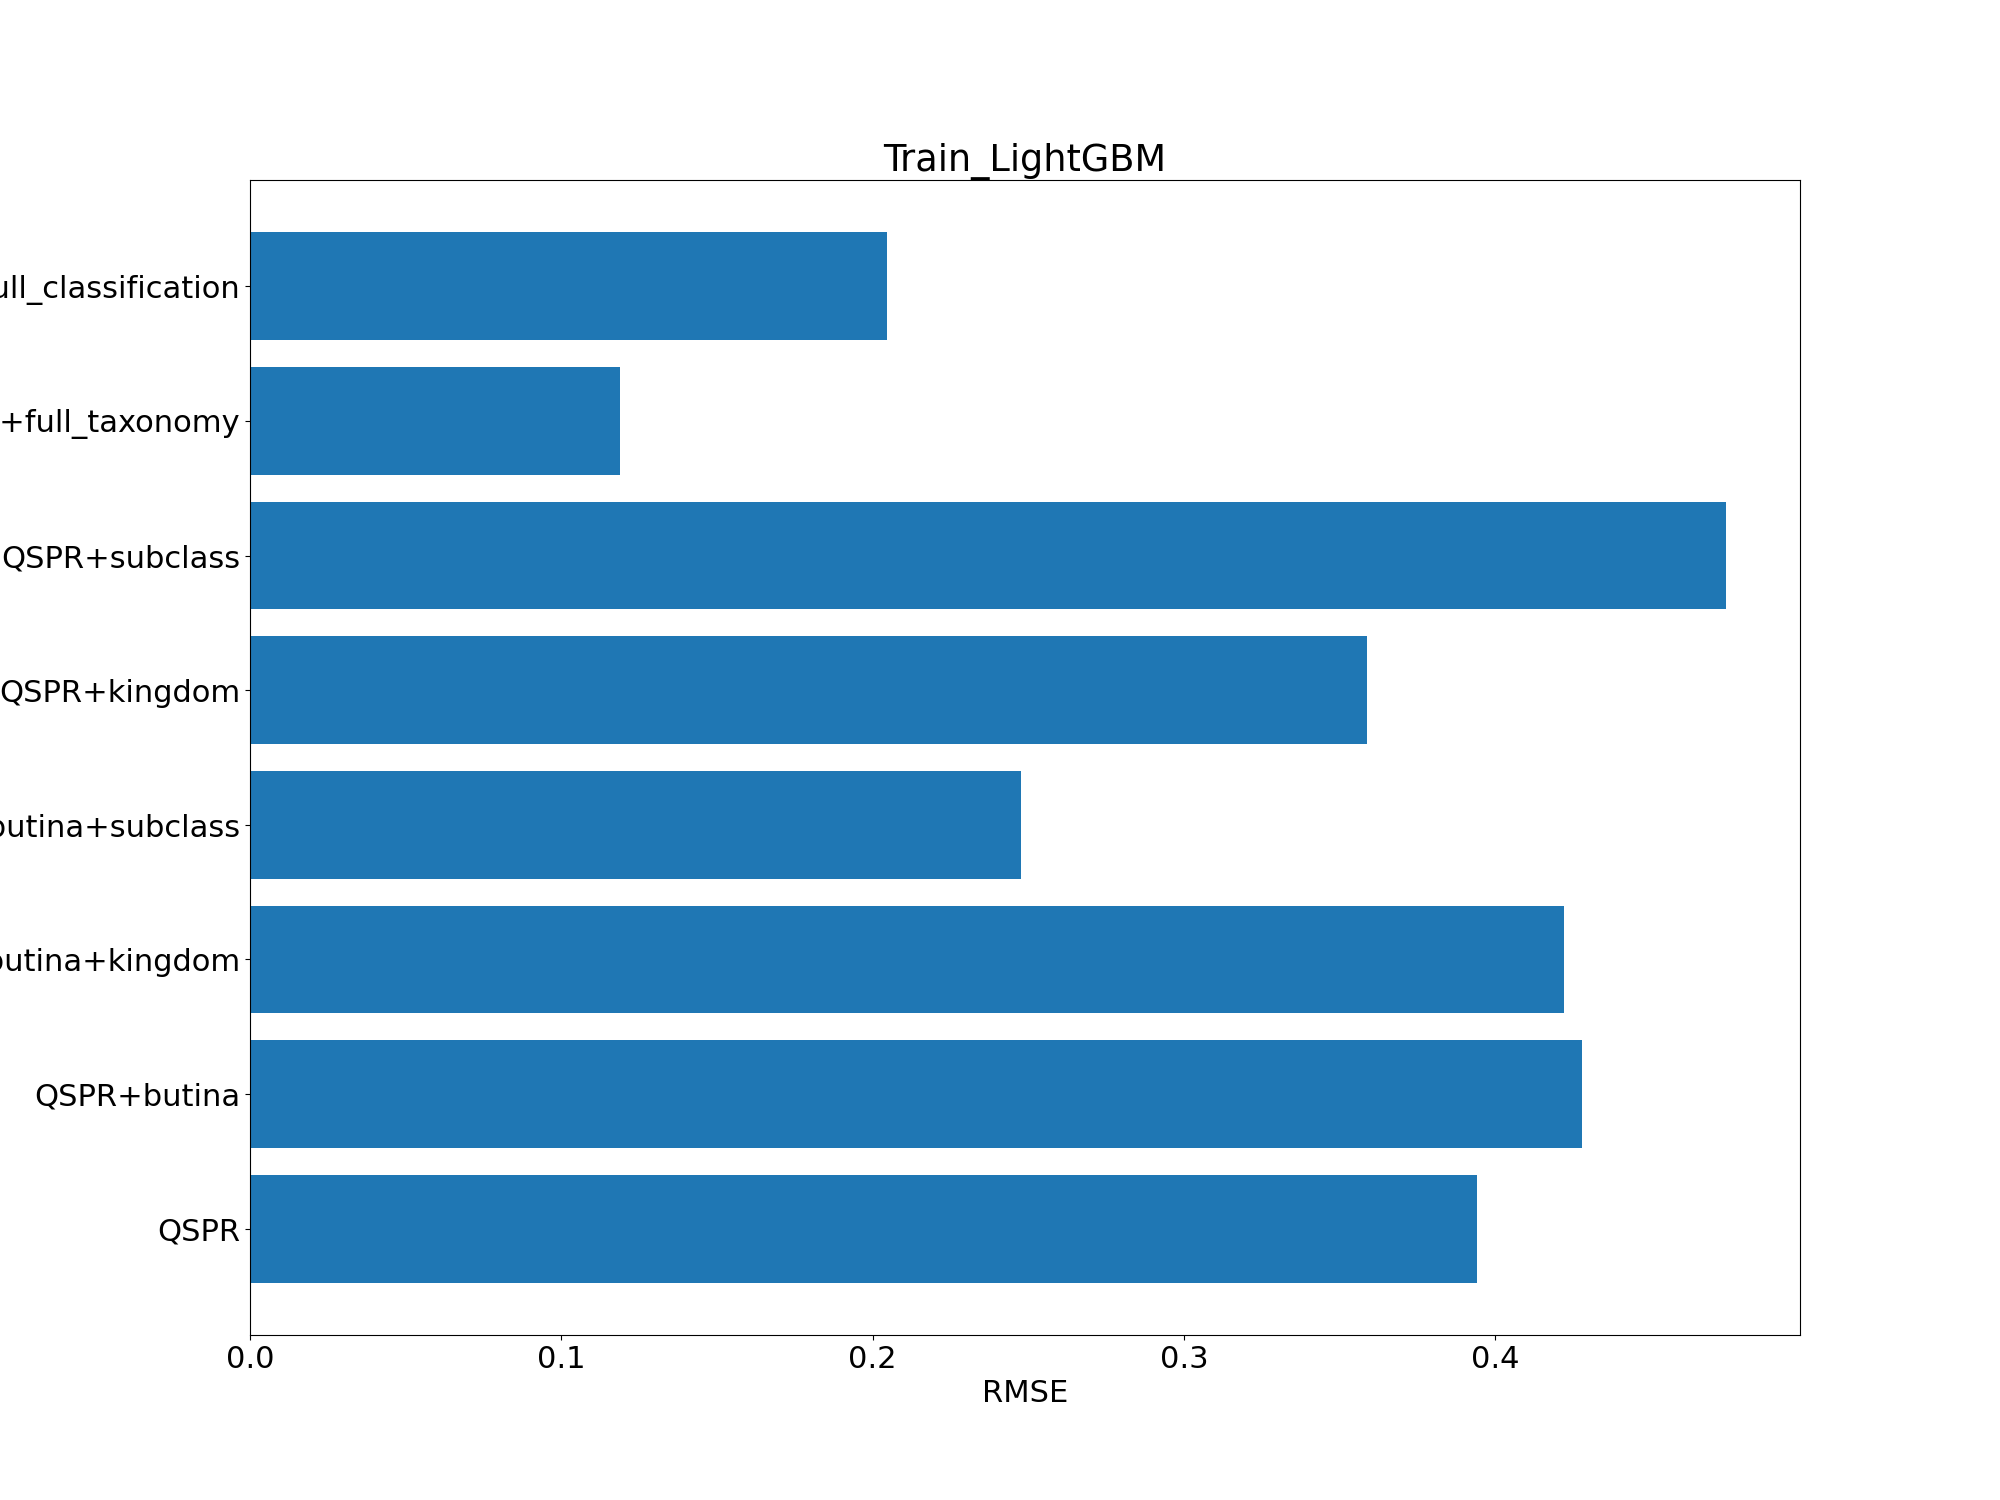 Train_LightGBM
ull_classification
+full_taxonomy
QSPR+subclass
QSPR+kingdom
butina+subclass
butina+kingdom
QSPR+butina
QSPR
0.0 0.1 0.2 0.3 0.4
RMSE